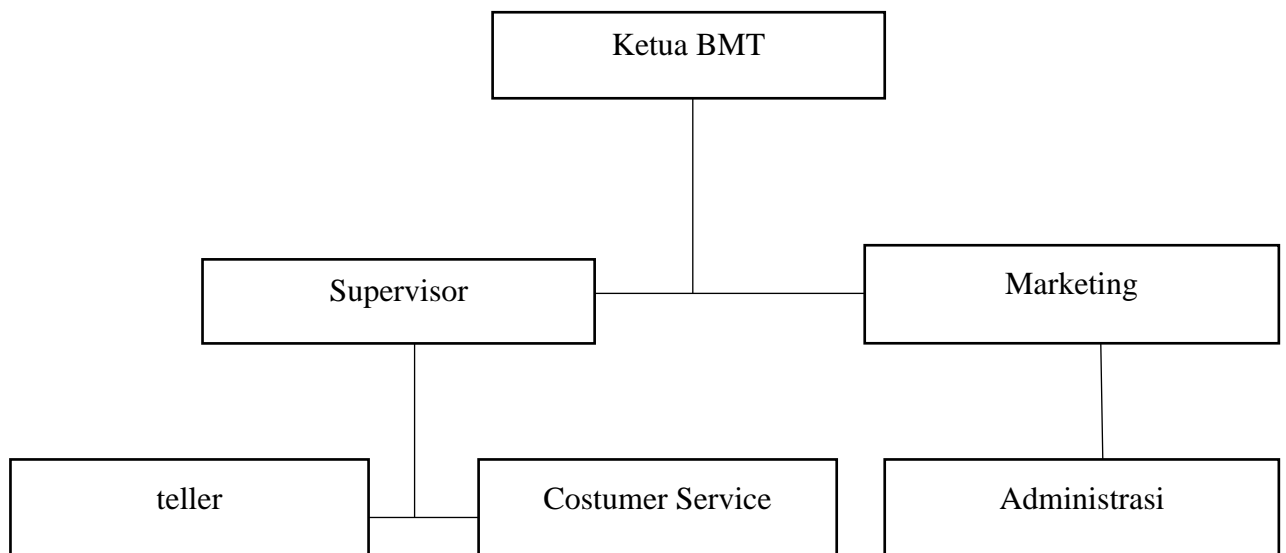 Ketua BMT
Supervisor
Marketing
teller
Costumer Service
Administrasi